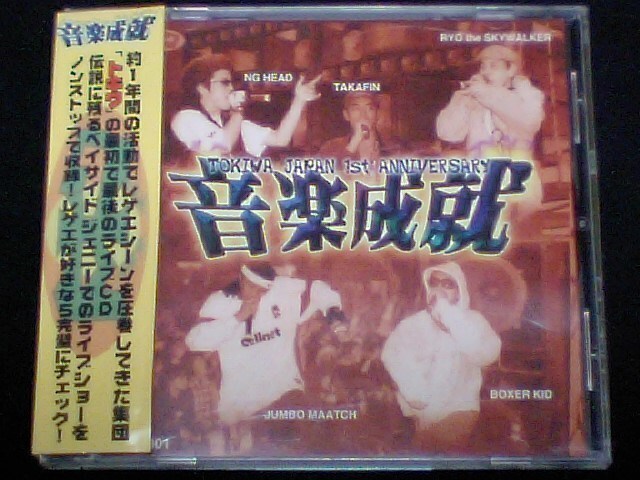 音楽成就
約1年間の活動でレゲエシーンを圧巻してきた集団
「トキワ」の最初で最後のライブCD
伝説に残るベイサイドジェニーでのライブショーを
ノンストップで収録！レゲエが好きなら完璧にチェック！
RYO the SKYWALKER
NG HEAD
TAKAFIN
TOKIWA JAPAN 1st ANNIVERSARY
音楽成就
JUMBO MAATCH
BOXER KID